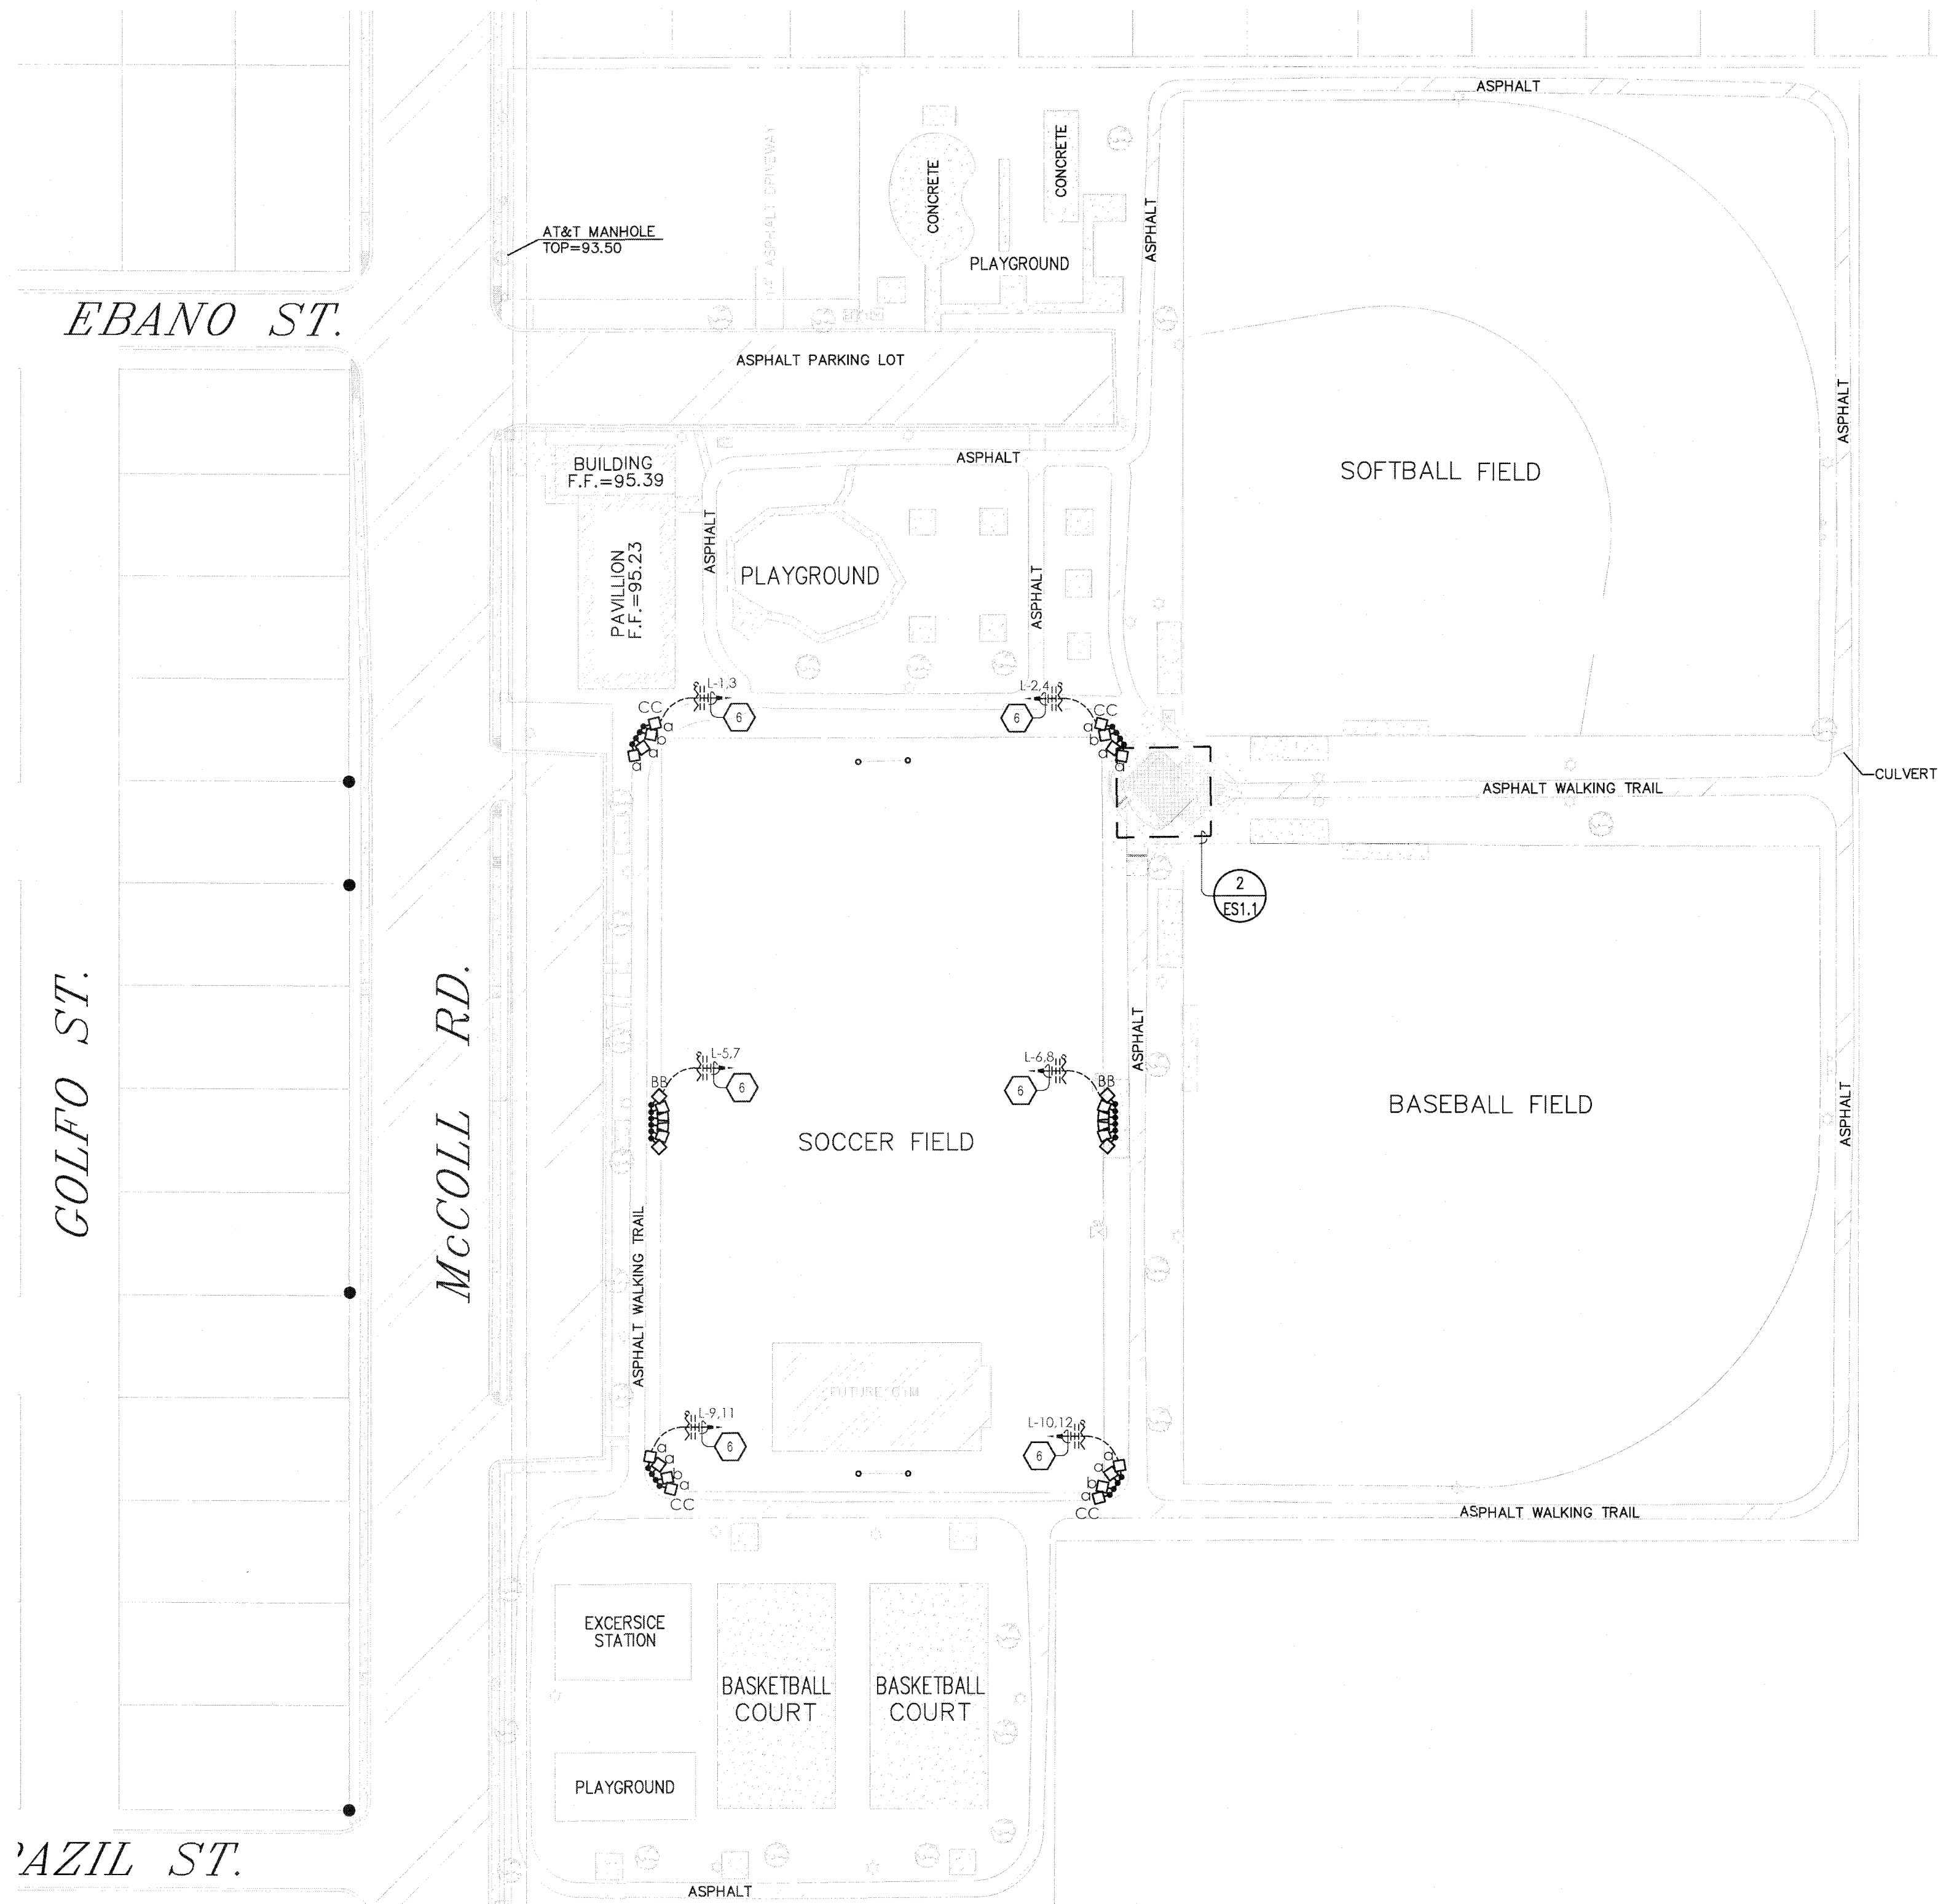 ASPHALT
CONCRETE
CONCRETE
ASPHALT DRIVEWAY
AT&T MANHOLE
TOP=93.50
ASPHALT
PLAYGROUND
EBANO ST.
ASPHALT PARKING LOT
ASPHALT
BUILDING
F.F.=95.39
ASPHALT
SOFTBALL FIELD
ASPHALT
PAVILLION
F.F.=95.23
PLAYGROUND
ASPHALT
L-1,3
6
CC
a
b
a
a
L-2,4
6
CC
a
b
a
a
CULVERT
ASPHALT WALKING TRAIL
2
ES1.1
GOLFO ST.
McCOLL RD.
ASPHALT
L-5,7
6
BB
L-6,8
6
BB
BASEBALL FIELD
ASPHALT
SOCCER FIELD
ASPHALT WALKING TRAIL
FUTURE GYM
L-9,11
6
a
a
b
a
CC
L-10,12
6
a
a
b
a
CC
ASPHALT WALKING TRAIL
EXCERSICE
STATION
BASKETBALL
COURT
BASKETBALL
COURT
PLAYGROUND
AZIL ST.
ASPHALT